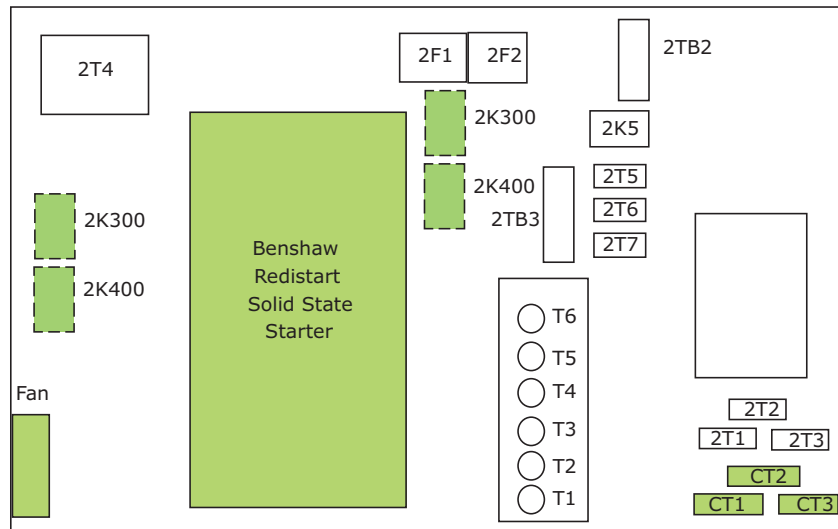 2T4
2F1
2F2
2TB2
2K300
2K5
2K400
2T5
2TB3
2T6
2T7
2K300
2K400
Benshaw
Redistart
Solid State
Starter
T6
T5
T4
T3
T2
T1
Fan
2T2
2T1
2T3
CT2
CT1
CT3